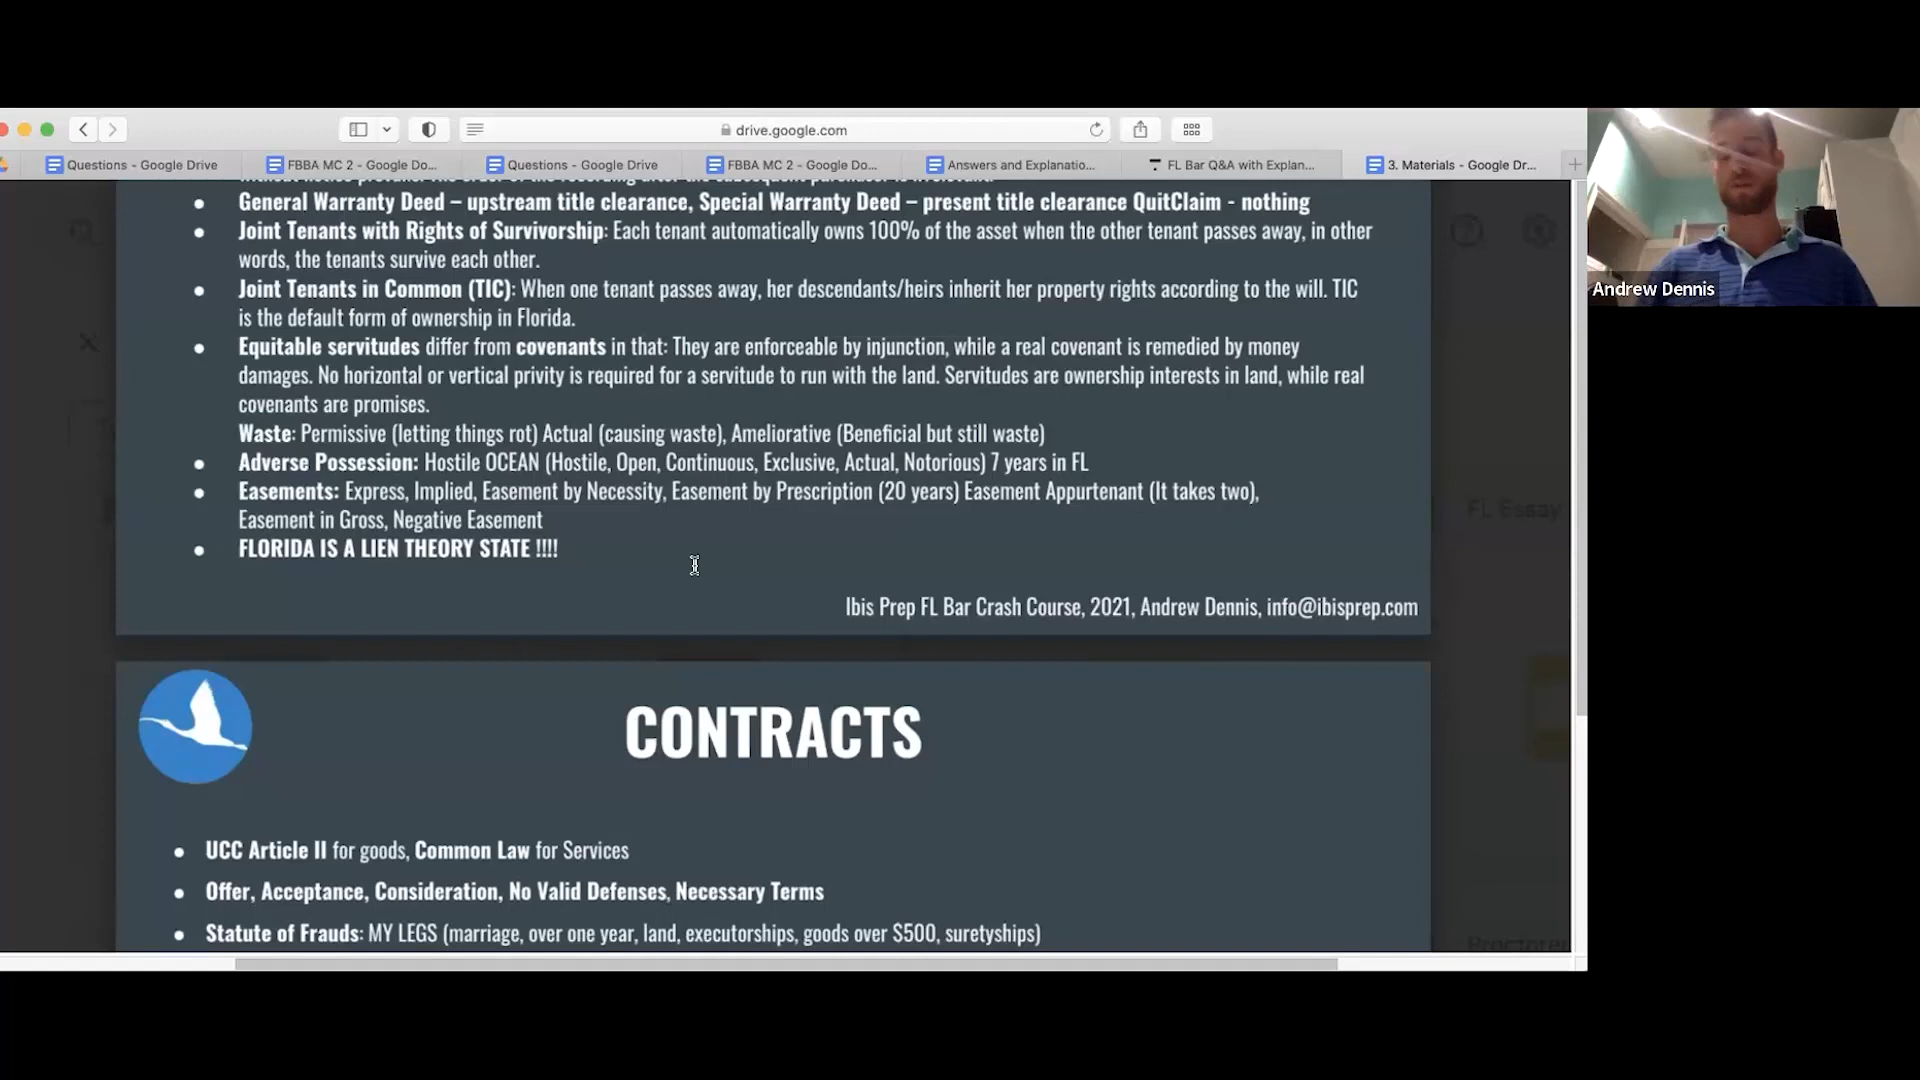 drive.google.com
Questions - Google Drive
FBBA MC 2 - Google Do...
Questions - Google Drive
FBBA MC 2 - Google Do...
Answers and Explanatio...
FL Bar Q&A with Explan...
3. Materials - Google Dr...
General Warranty Deed – upstream title clearance, Special Warranty Deed – present title clearance QuitClaim - nothing
Joint Tenants with Rights of Survivorship: Each tenant automatically owns 100% of the asset when the other tenant passes away, in other
words, the tenants survive each other.
Joint Tenants in Common (TIC): When one tenant passes away, her descendants/heirs inherit her property rights according to the will. TIC
is the default form of ownership in Florida.
Equitable servitudes differ from covenants in that: They are enforceable by injunction, while a real covenant is remedied by money
damages. No horizontal or vertical privity is required for a servitude to run with the land. Servitudes are ownership interests in land, while real
covenants are promises.
Waste: Permissive (letting things rot) Actual (causing waste), Ameliorative (Beneficial but still waste)
Adverse Possession: Hostile OCEAN (Hostile, Open, Continuous, Exclusive, Actual, Notorious) 7 years in FL
Easements: Express, Implied, Easement by Necessity, Easement by Prescription (20 years) Easement Appurtenant (It takes two),
Easement in Gross, Negative Easement
FLORIDA IS A LIEN THEORY STATE !!!!
Ibis Prep FL Bar Crash Course, 2021, Andrew Dennis, info@ibisprep.com
FL Essay
CONTRACTS
UCC Article II for goods, Common Law for Services
Offer, Acceptance, Consideration, No Valid Defenses, Necessary Terms
Statute of Frauds: MY LEGS (marriage, over one year, land, executorships, goods over $500, suretyships)
Andrew Dennis